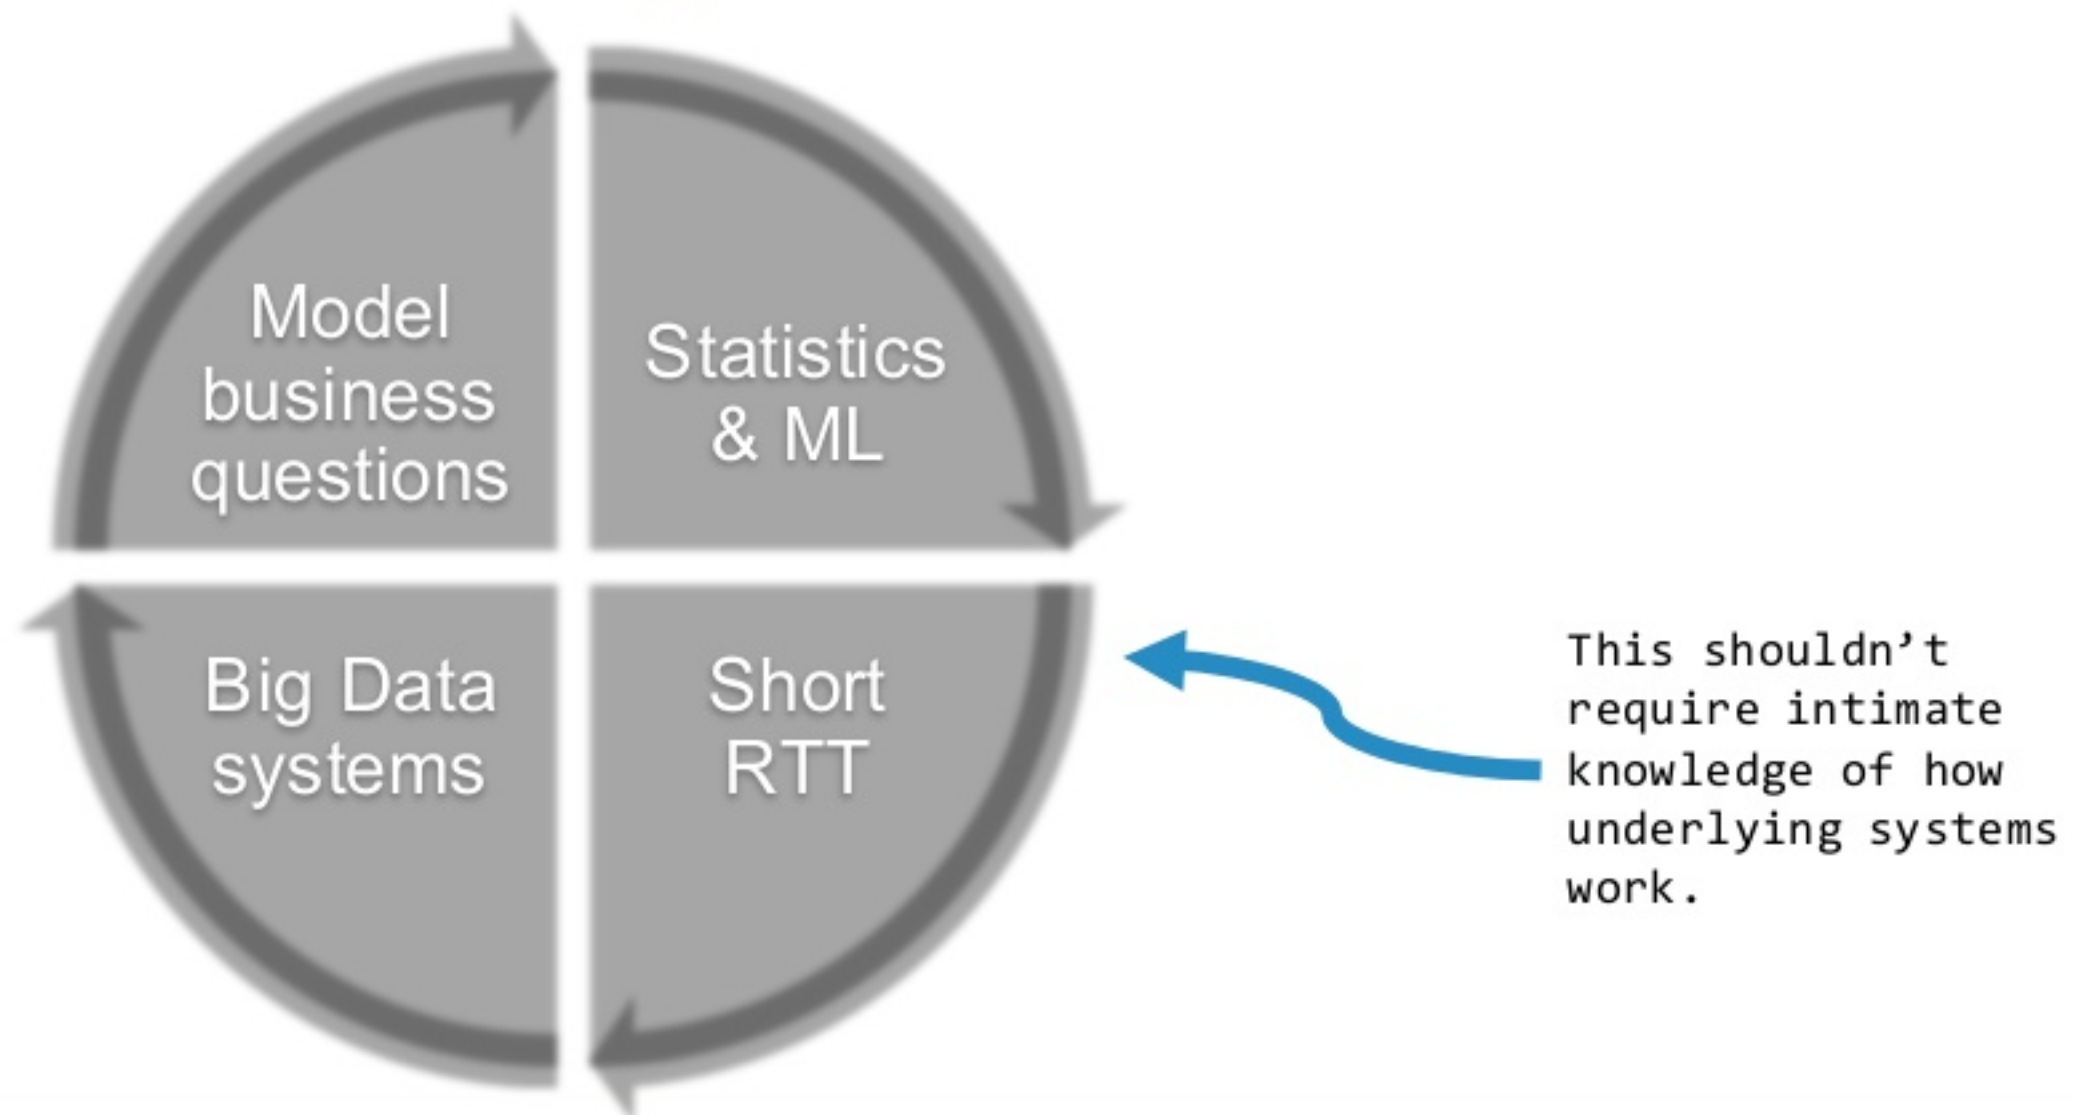 Model
business
questions
Statistics
& ML
Big Data
systems
Short
RTT
This shouldn’t
require intimate
knowledge of how
underlying systems
work.